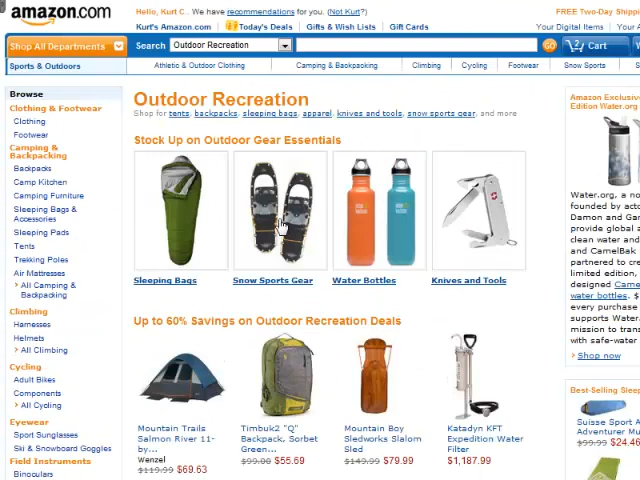 amazon.com
Hello, Kurt C. We have recommendations for you. (Not Kurt?)
FREE Two-Day Shippin
Kurt's Amazon.com
Today's Deals
Gifts & Wish Lists
Gift Cards
Your Digital Items
Your
Shop All Departments
Search
Outdoor Recreation
GO
2
Cart
Sports & Outdoors
Athletic & Outdoor Clothing
Camping & Backpacking
Climbing
Cycling
Footwear
Snow Sports
Browse
Clothing & Footwear
Clothing
Footwear
Camping &
Backpacking
Backpacks
Camp Kitchen
Camping Furniture
Sleeping Bags &
Accessories
Sleeping Pads
Tents
Trekking Poles
Air Mattresses
› All Camping &
Backpacking
Climbing
Harnesses
Helmets
› All Climbing
Cycling
Adult Bikes
Components
› All Cycling
Eyewear
Sport Sunglasses
Ski & Snowboard Goggles
Field Instruments
Binoculars
Outdoor Recreation
Shop for tents, backpacks, sleeping bags, apparel, knives and tools, snow sports gear, and more
Stock Up on Outdoor Gear Essentials
Sleeping Bags
Snow Sports Gear
Water Bottles
Knives and Tools
Up to 60% Savings on Outdoor Recreation Deals
Mountain Trails
Salmon River 11-
by...
Wenzel
$119.99 $69.63
Timbuk2 "Q"
Backpack, Sorbet
Green...
$99.00 $55.69
Mountain Boy
Sledworks Slalom
Sled
$149.99 $79.99
Katadyn KFT
Expedition Water
Filter
$1,187.99
Amazon Exclusiv
Edition Water.org
Water.org, a no
founded by acto
Damon and Gar
provide global a
clean water and
and CamelBak
partnered to cre
limited edition,
designed Came
water bottles. $
every purchase
supports Water.
mission to trans
with safe-water
› Shop now
Best-Selling Sleep
Suisse Sport A
Adventurer Mu
$99.99 $24.46